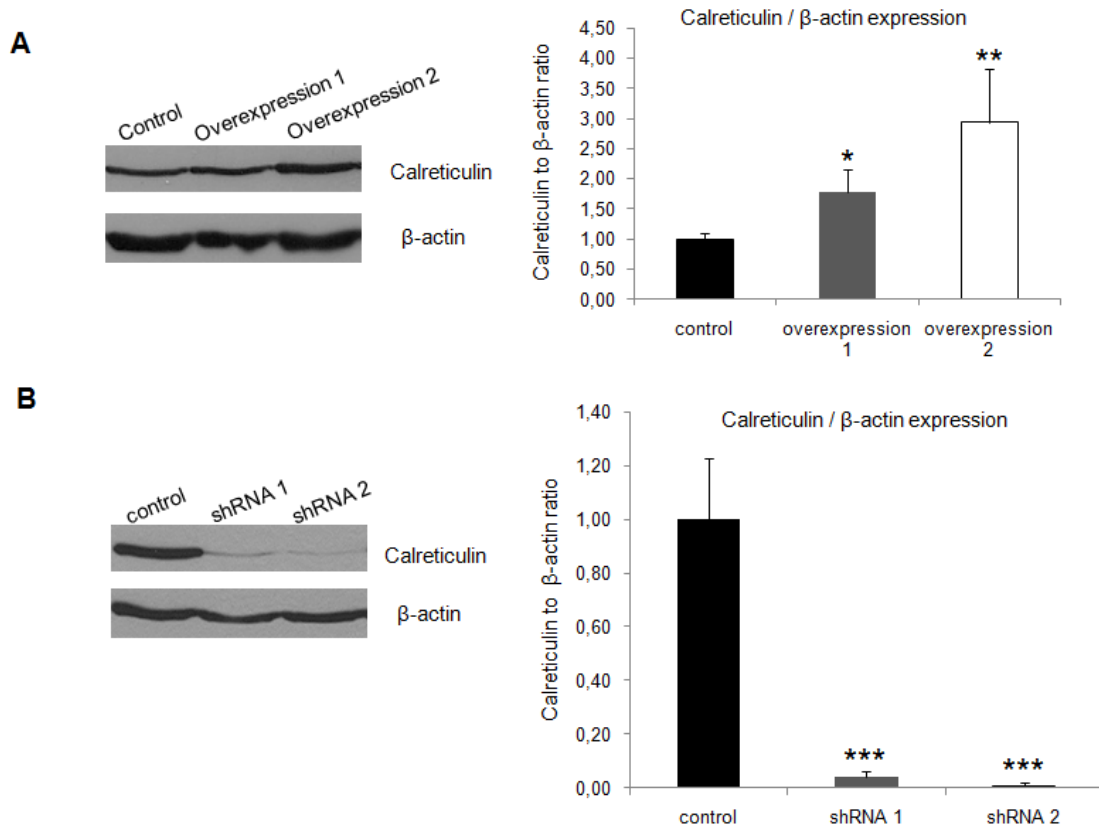 A
Control
Overexpression 1
Overexpression 2
Calreticulin
β-actin
Calreticulin / β-actin expression
Calreticulin to β-actin ratio
4,50
4,00
3,50
3,00
2,50
2,00
1,50
1,00
0,50
0,00
*
**
control
overexpression 1
overexpression 2
B
control
shRNA 1
shRNA 2
Calreticulin
β-actin
Calreticulin / β-actin expression
Calreticulin to β-actin ratio
1,40
1,20
1,00
0,80
0,60
0,40
0,20
0,00
***
***
control
shRNA 1
shRNA 2